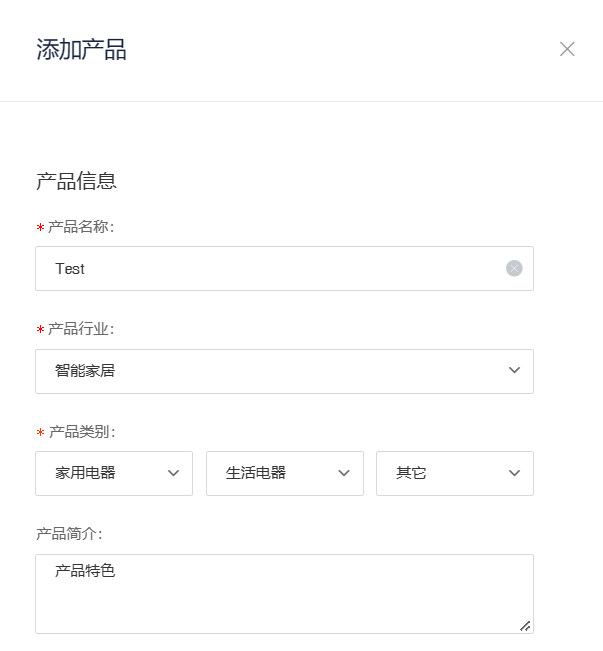 添加产品
产品信息
* 产品名称：
Test
* 产品行业：
智能家居
* 产品类别：
家用电器 生活电器 其它
产品简介：
产品特色